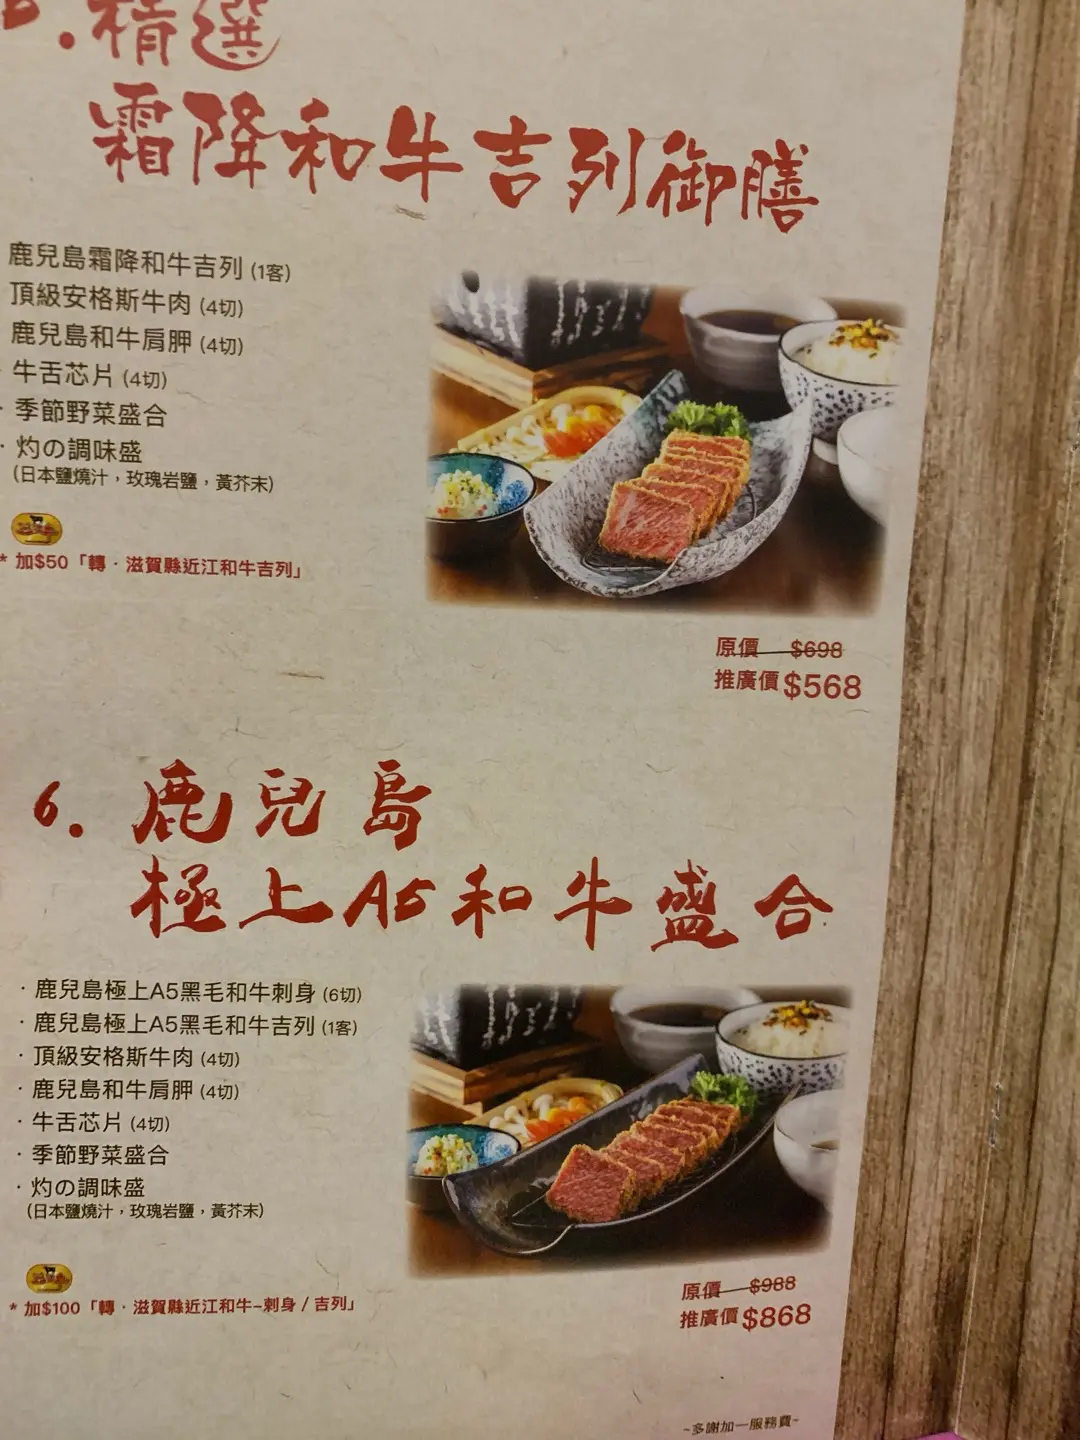 .精選
霜降和牛吉列御膳
鹿兒島霜降和牛吉列 (1客)
頂級安格斯牛肉 (4切)
鹿兒島和牛肩胛 (4切)
牛舌芯片 (4切)
· 季節野菜盛合
· 灼の調味盛
(日本鹽燒汁，玫瑰岩鹽，黃芥末)
* 加$50「轉 · 滋賀縣近江和牛吉列」
原價 $698
推廣價 $568
6. 鹿兒島
極上A5和牛盛合
· 鹿兒島極上A5黑毛和牛刺身 (6切)
· 鹿兒島極上A5黑毛和牛吉列 (1客)
· 頂級安格斯牛肉 (4切)
· 鹿兒島和牛肩胛 (4切)
· 牛舌芯片 (4切)
· 季節野菜盛合
· 灼の調味盛
(日本鹽燒汁，玫瑰岩鹽，黃芥末)
* 加$100「轉 · 滋賀縣近江和牛–刺身 / 吉列」
原價 $988
推廣價 $868
~多謝加一服務費~